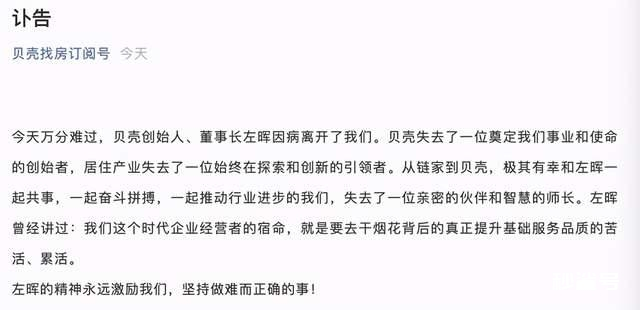 讣告
贝壳找房订阅号 今天
今天万分难过，贝壳创始人、董事长左晖因病离开了我们。贝壳失去了一位奠定我们事业和使命
的创始者，居住产业失去了一位始终在探索和创新的引领者。从链家到贝壳，极其有幸和左晖一
起共事，一起奋斗拼搏，一起推动行业进步的我们，失去了一位亲密的伙伴和智慧的师长。左晖
曾经讲过：我们这个时代企业经营者的宿命，就是要去干烟花背后的真正提升基础服务品质的苦
活、累活。
左晖的精神永远激励我们，坚持做难而正确的事！